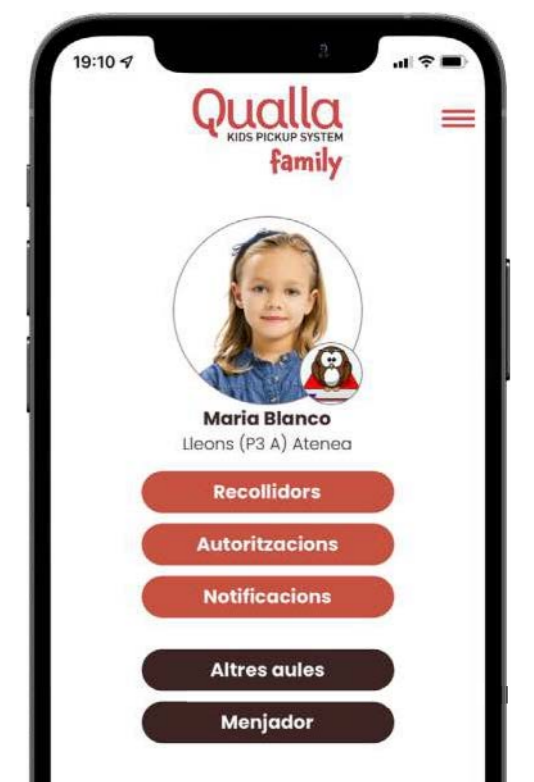 19:10
Qualla
KIDS PICKUP SYSTEM
family
Maria Blanco
Lleons (P3 A) Atenea
Recollidors
Autoritzacions
Notificacions
Altres aules
Menjador